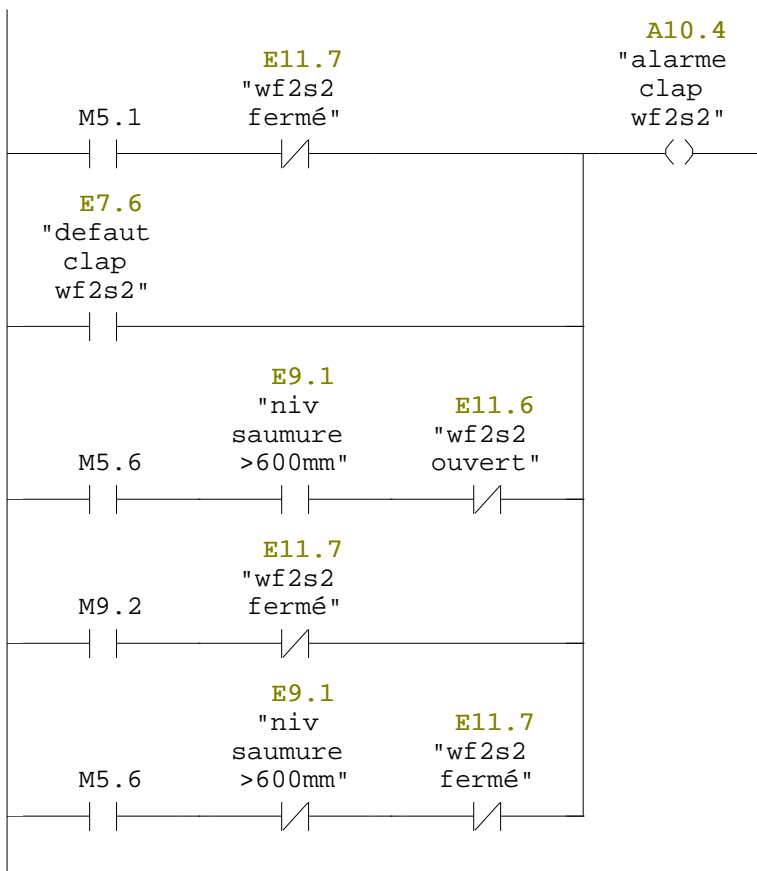 A10.4
E11.7 "alarme
"wf2s2 clap
M5.1 fermé" wf2s2"
E7.6
"defaut
clap
wf2s2"
E9.1
"niv E11.6
saumure "wf2s2
M5.6 >600mm" ouvert"
E11.7
"wf2s2
M9.2 fermé"
E9.1
"niv E11.7
saumure "wf2s2
M5.6 >600mm" fermé"